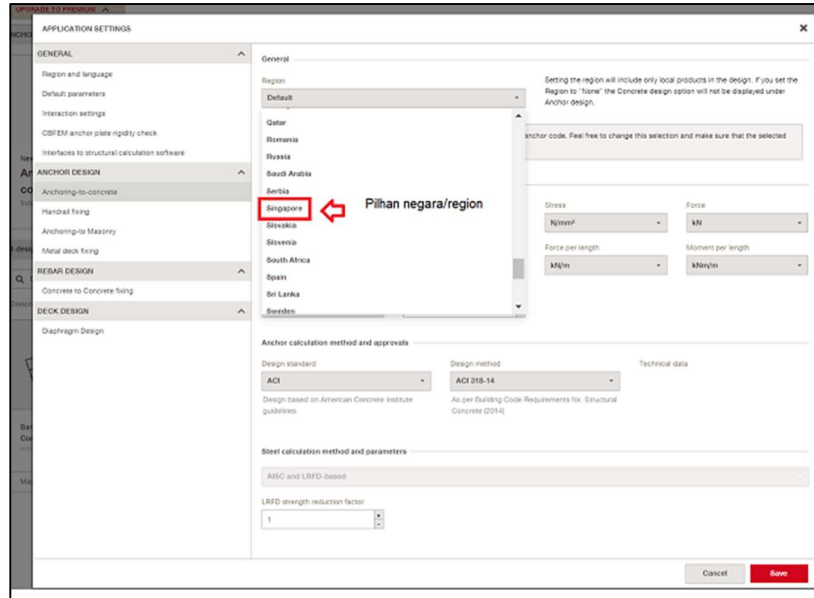 UPGRADE TO PREMIUM
APPLICATION SETTINGS
GENERAL
Region and language
Default parameters
Interaction settings
CBFEM anchor plate rigidity check
Interfaces to structural calculation software
ANCHOR DESIGN
Anchoring-to-concrete
Handrail fixing
Anchoring-to Masonry
Metal deck fixing
REBAR DESIGN
Concrete to Concrete fixing
DECK DESIGN
Diaphragm Design
General
Region
Default
Setting the region will include only local products in the design. If you set the
Region to "None" the Concrete design option will not be displayed under
Anchor design.
Qatar
Romania
Russia
Saudi Arabia
Serbia
Singapore
Slovakia
Slovenia
South Africa
Spain
Sri Lanka
Sweden
Pilhan negara/region
anchor code. Feel free to change this selection and make sure that the selected
Stress
Force
N/mm²
kN
Force per length
Moment per length
kN/m
kNm/m
Anchor calculation method and approvals
Design standard
Design method
Technical data
ACI
ACI 318-14
Design based on American Concrete Institute
guidelines
As per Building Code Requirements for, Structural
Concrete (2014)
Steel calculation method and parameters
AISC and LRFD-based
LRFD strength reduction factor
1
Cancel
Save